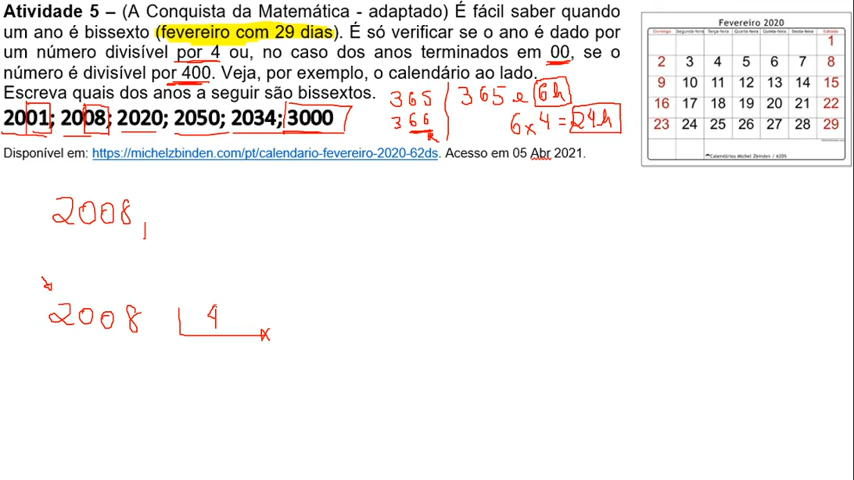 Atividade 5 – (A Conquista da Matemática - adaptado) É fácil saber quando
um ano é bissexto (fevereiro com 29 dias). É só verificar se o ano é dado por
um número divisível por 4 ou, no caso dos anos terminados em 00, se o
número é divisível por 400. Veja, por exemplo, o calendário ao lado.
Escreva quais dos anos a seguir são bissextos.
2001; 2008; 2020; 2050; 2034; 3000
365
366
365 e 6h
6x4 = 24h
Disponível em: https://michelzbinden.com/pt/calendario-fevereiro-2020-62ds. Acesso em 05 Abr 2021.
Fevereiro 2020
Domingo Segunda-feira Terça-feira Quarta-feira Quinta-feira Sexta-feira Sábado
1
2 3 4 5 6 7 8
9 10 11 12 13 14 15
16 17 18 19 20 21 22
23 24 25 26 27 28 29
Calendários Michel Zbinden / 62DS
2008,
2008 4